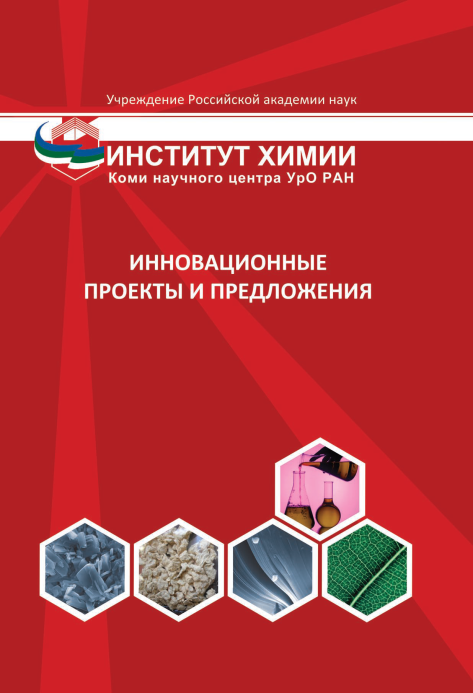 Учреждение Российской академии наук
ИНСТИТУТ ХИМИИ
Коми научного центра УрО РАН
ИННОВАЦИОННЫЕ
ПРОЕКТЫ И ПРЕДЛОЖЕНИЯ